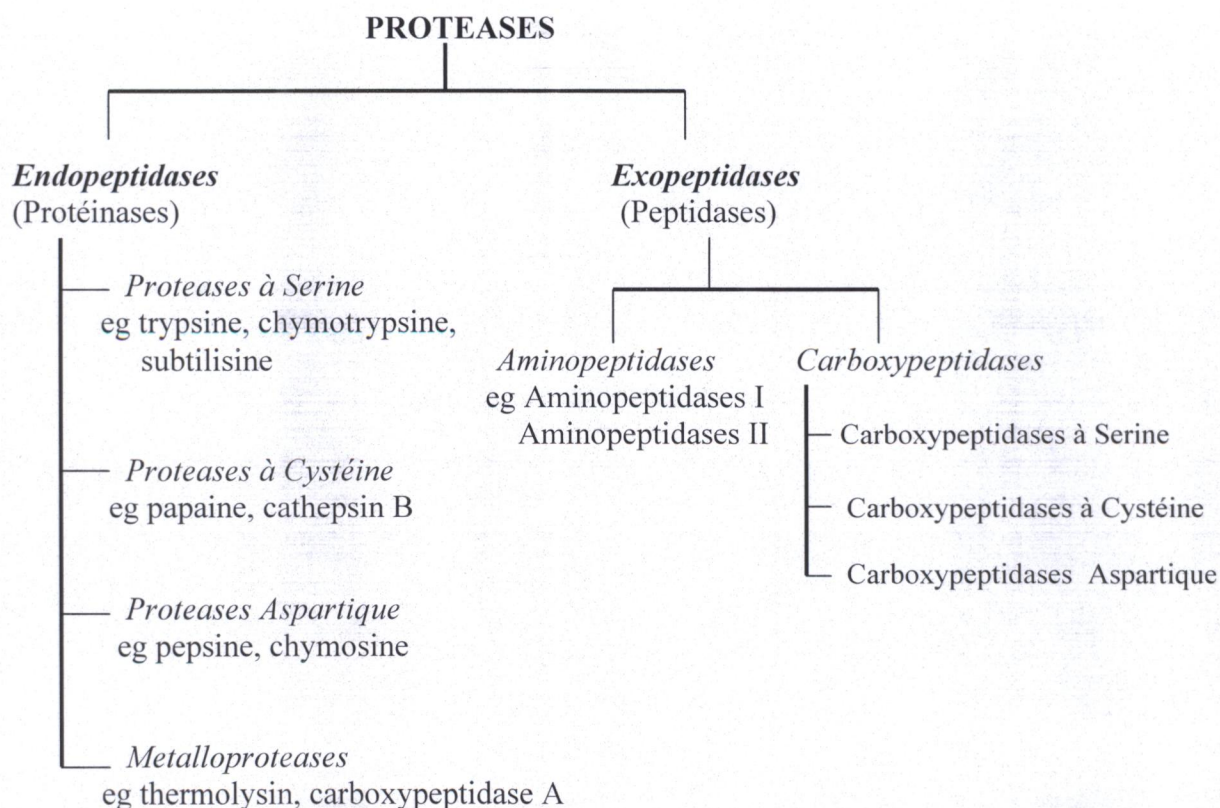 PROTEASES
Endopeptidases
(Protéinases)
Proteases à Serine
eg trypsine, chymotrypsine,
subtilisine
Proteases à Cystéine
eg papaine, cathepsin B
Proteases Aspartique
eg pepsine, chymosine
Metalloproteases
eg thermolysin, carboxypeptidase A
Exopeptidases
(Peptidases)
Aminopeptidases
eg Aminopeptidases I
Aminopeptidases II
Carboxypeptidases
Carboxypeptidases à Serine
Carboxypeptidases à Cystéine
Carboxypeptidases Aspartique